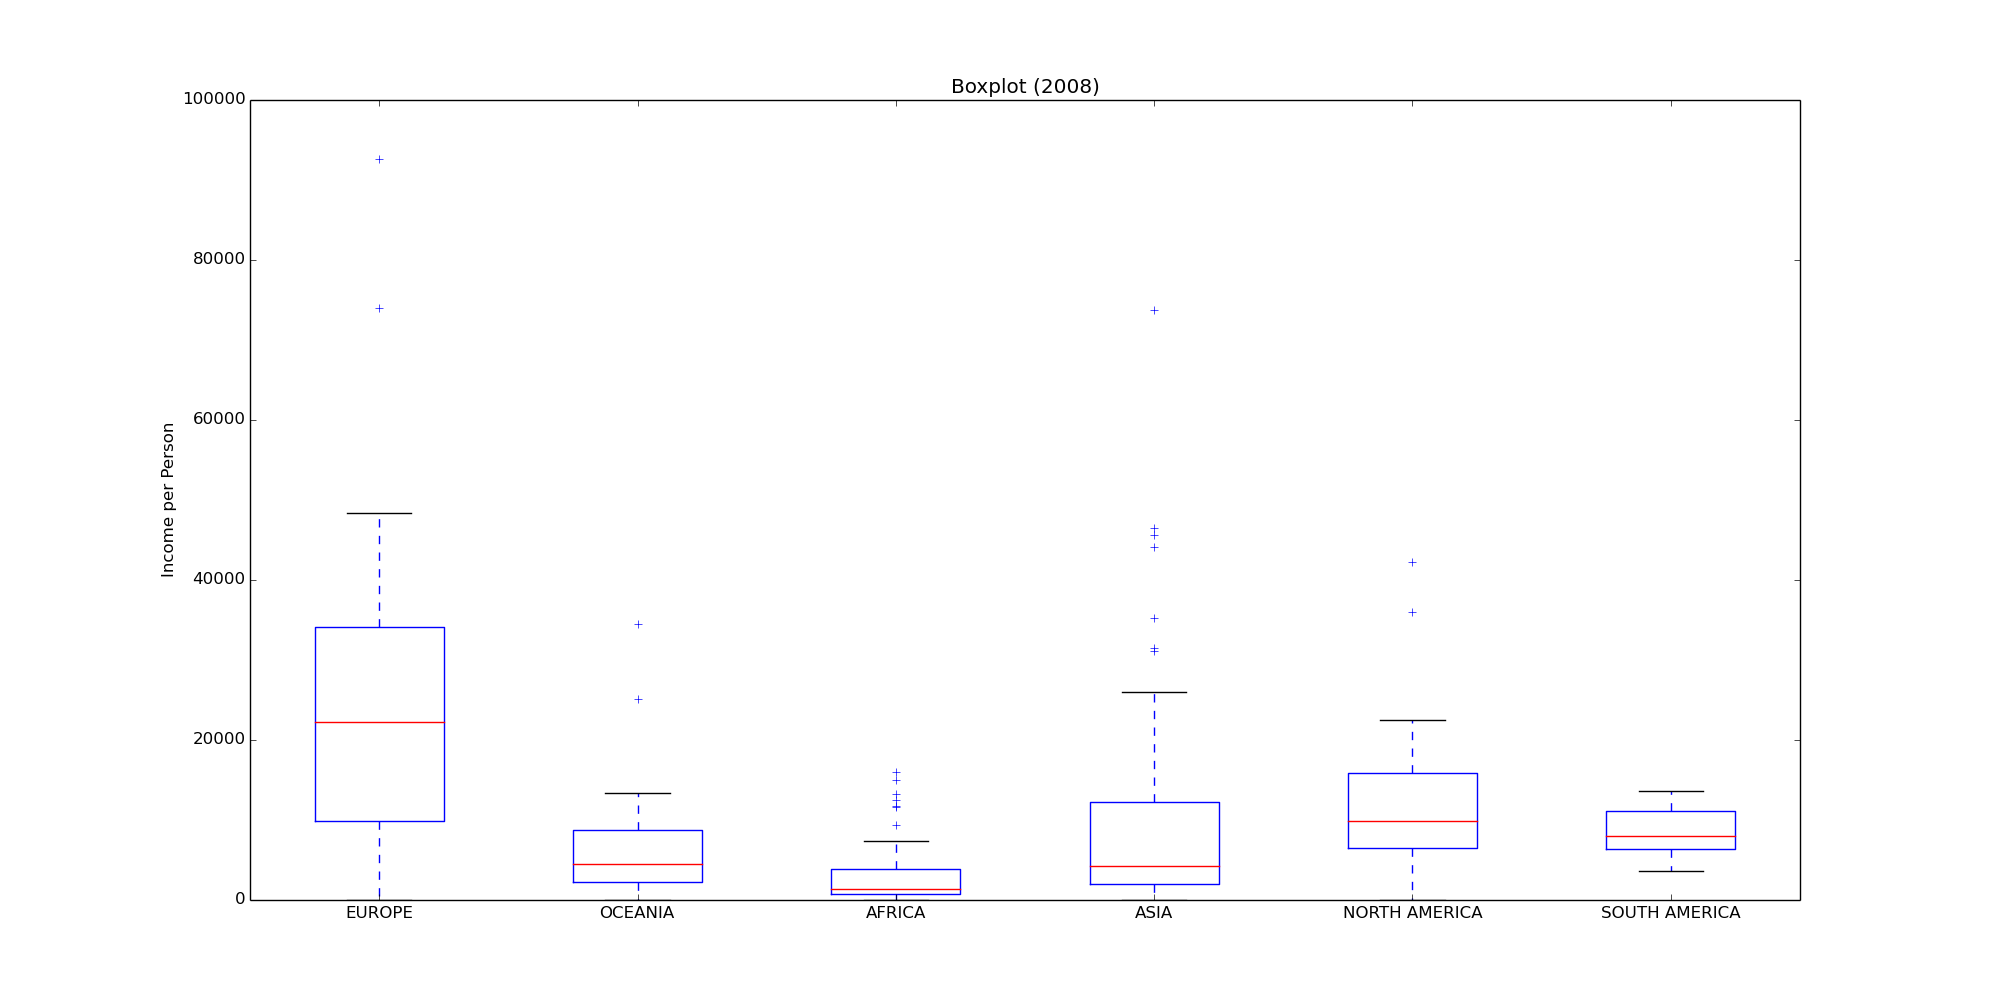 Boxplot (2008)
100000
80000
60000
40000
20000
0
Income per Person
EUROPE OCEANIA AFRICA ASIA NORTH AMERICA SOUTH AMERICA